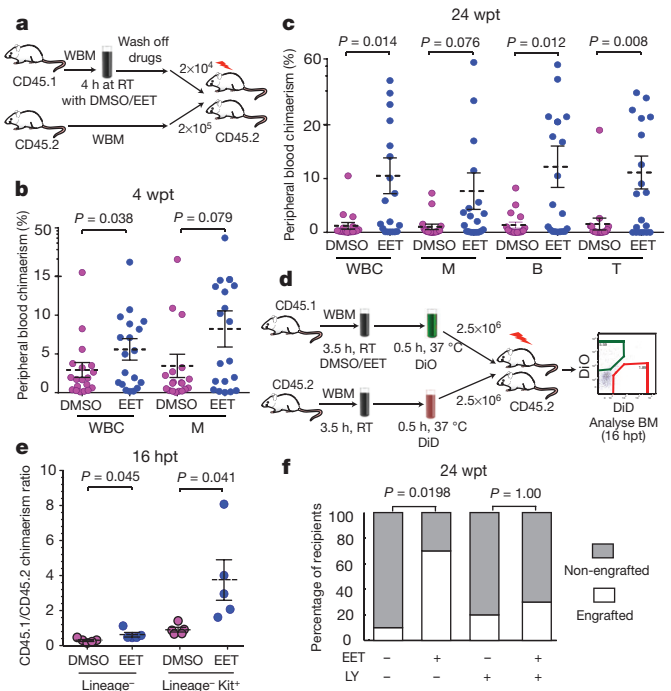 a
WBM
Wash off
drugs
CD45.1
4 h at RT
with DMSO/EET
2×10⁴
CD45.2
WBM
2×10⁵
CD45.2
b
4 wpt
Peripheral blood chimaerism (%)
50
15
10
5
0
P = 0.038
P = 0.079
DMSO EET DMSO EET
WBC
M
c
24 wpt
Peripheral blood chimaerism (%)
60
20
10
0
P = 0.014
P = 0.076
P = 0.012
P = 0.008
DMSO EET DMSO EET DMSO EET DMSO EET
WBC
M
B
T
d
CD45.1
WBM
3.5 h, RT
DMSO/EET
0.5 h, 37 °C
DiO
2.5×10⁶
CD45.2
WBM
3.5 h, RT
0.5 h, 37 °C
DiD
2.5×10⁶
CD45.2
DiO
DiD
Analyse BM
(16 hpt)
e
16 hpt
CD45.1/CD45.2 chimaerism ratio
10
8
6
4
2
0
P = 0.045
P = 0.041
DMSO EET DMSO EET
Lineage⁻
Lineage⁻ Kit⁺
f
24 wpt
Percentage of recipients
100
80
60
40
20
0
P = 0.0198
P = 1.00
Non-engrafted
Engrafted
EET – + – +
LY – – + +